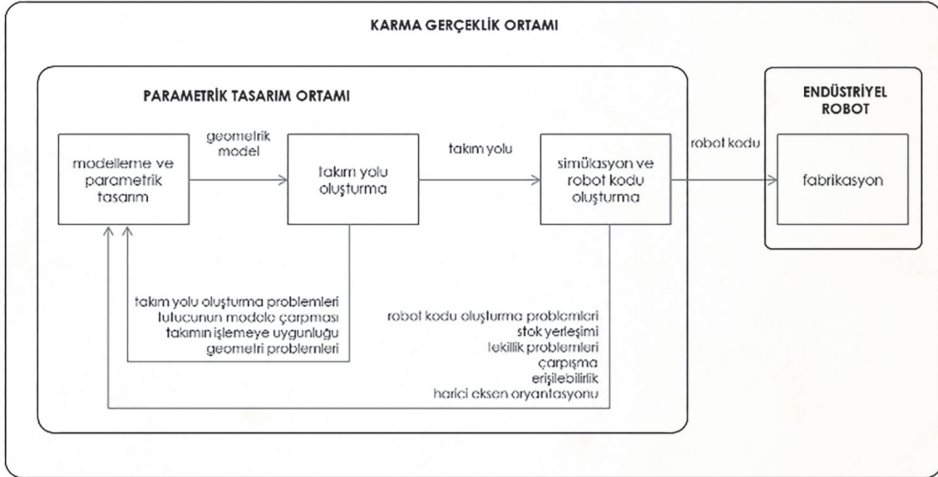 KARMA GERÇEKLİK ORTAMI
PARAMETRİK TASARIM ORTAMI
modelleme ve
parametrik
tasarım
geometrik
model
takım yolu
oluşturma
takım yolu
simülasyon ve
robot kodu
oluşturma
robot kodu
ENDÜSTRİYEL
ROBOT
fabrikasyon
takım yolu oluşturma problemleri
tutucunun modele çarpması
takımın işlemeye uygunluğu
geometri problemleri
robot kodu oluşturma problemleri
stok yerleşimi
tekillik problemleri
çarpışma
erişilebilirlik
harici eksen oryantasyonu